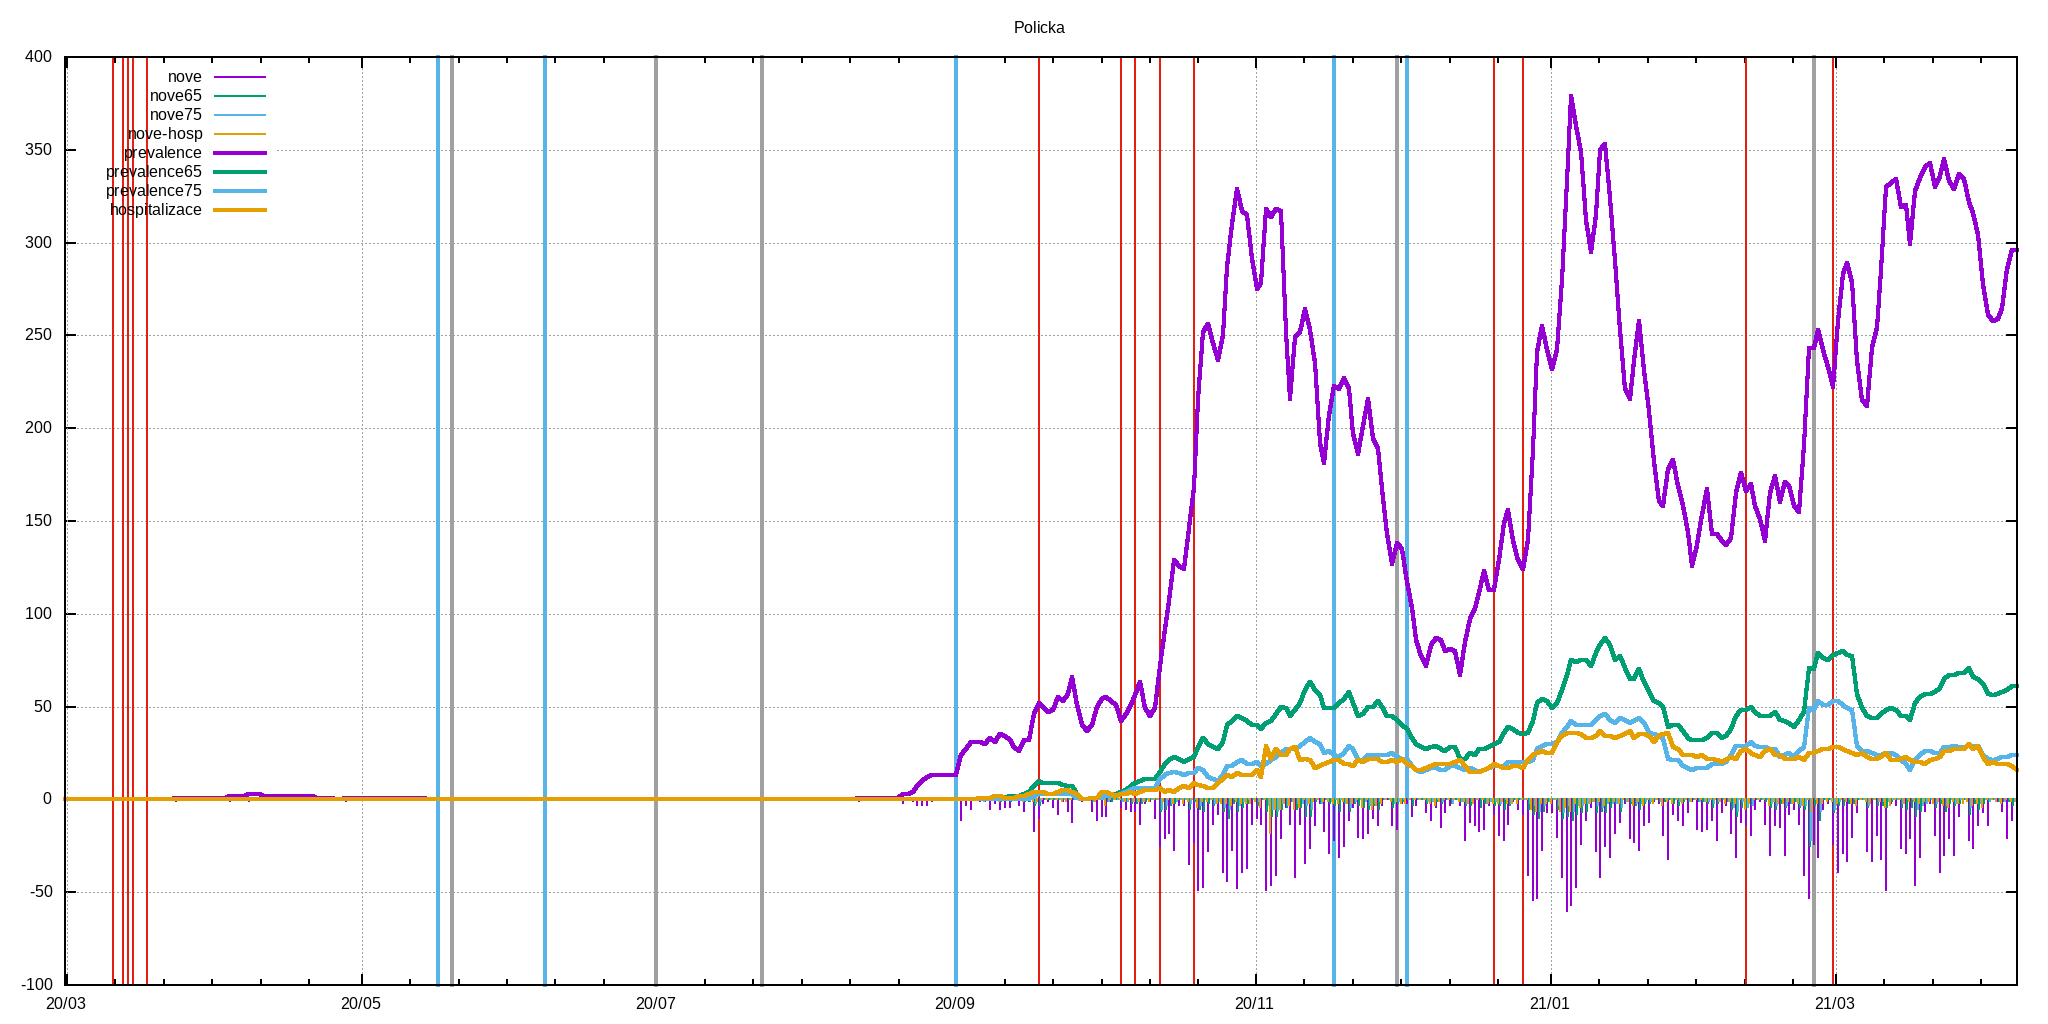 Policka
400
350
300
250
200
150
100
50
0
-50
-100
nove
nove65
nove75
nove-hosp
prevalence
prevalence65
prevalence75
hospitalizace
20/03 20/05 20/07 20/09 20/11 21/01 21/03